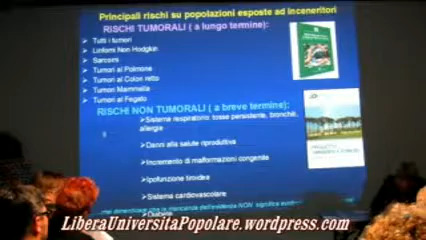 Principali rischi su popolazioni esposte ad inceneritori
RISCHI TUMORALI ( a lungo termine):
Tutti i tumori
Linfomi Non Hodgkin
Sarcomi
Tumori al Polmone
Tumori al Colon retto
Tumori Mammella
Tumori al Fegato
RISCHI NON TUMORALI ( a breve termine):
Sistema respiratorio: tosse persistente, bronchiti, allergie
Danni alla salute riproduttiva
Incremento di malformazioni congenite
Ipofunzione tiroidea
Sistema cardiovascolare
Diabete
LiberaUniversitaPopolare.wordpress.com